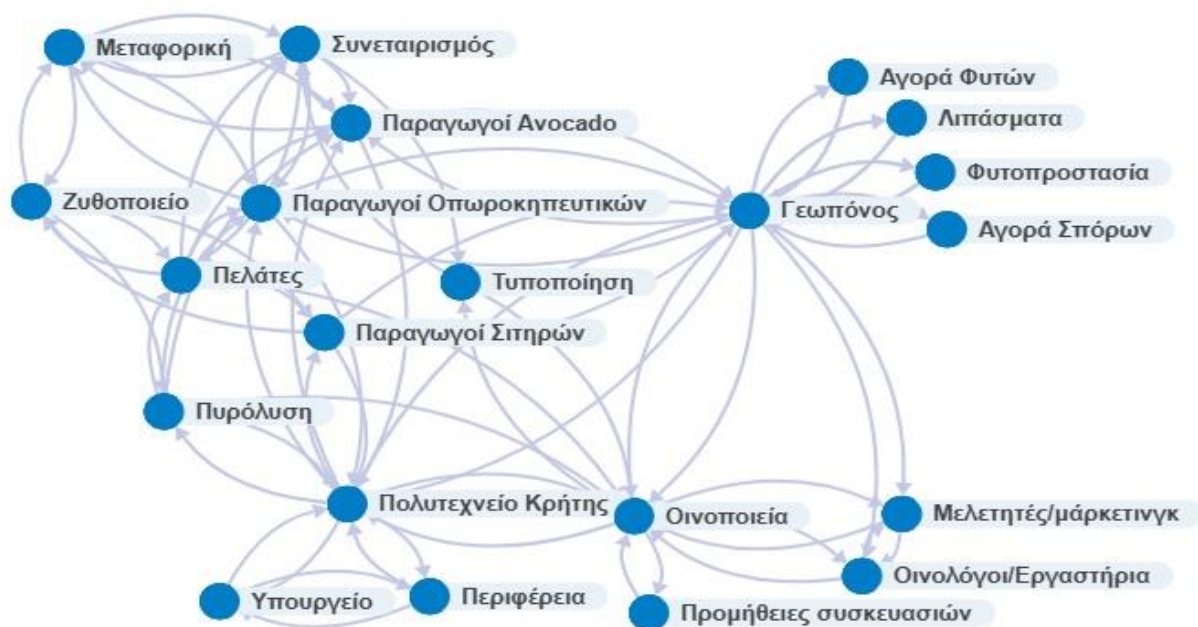 Μεταφορική
Συνεταιρισμός
Αγορά Φυτών
Παραγωγοί Avocado
Λιπάσματα
Φυτοπροστασία
Ζυθοποιείο
Παραγωγοί Οπωροκηπευτικών
Γεωπόνος
Αγορά Σπόρων
Πελάτες
Τυποποίηση
Παραγωγοί Σιτηρών
Πυρόλυση
Πολυτεχνείο Κρήτης
Οινοποιεία
Μελετητές/μάρκετινγκ
Οινολόγοι/Εργαστήρια
Υπουργείο
Περιφέρεια
Προμήθειες συσκευασιών